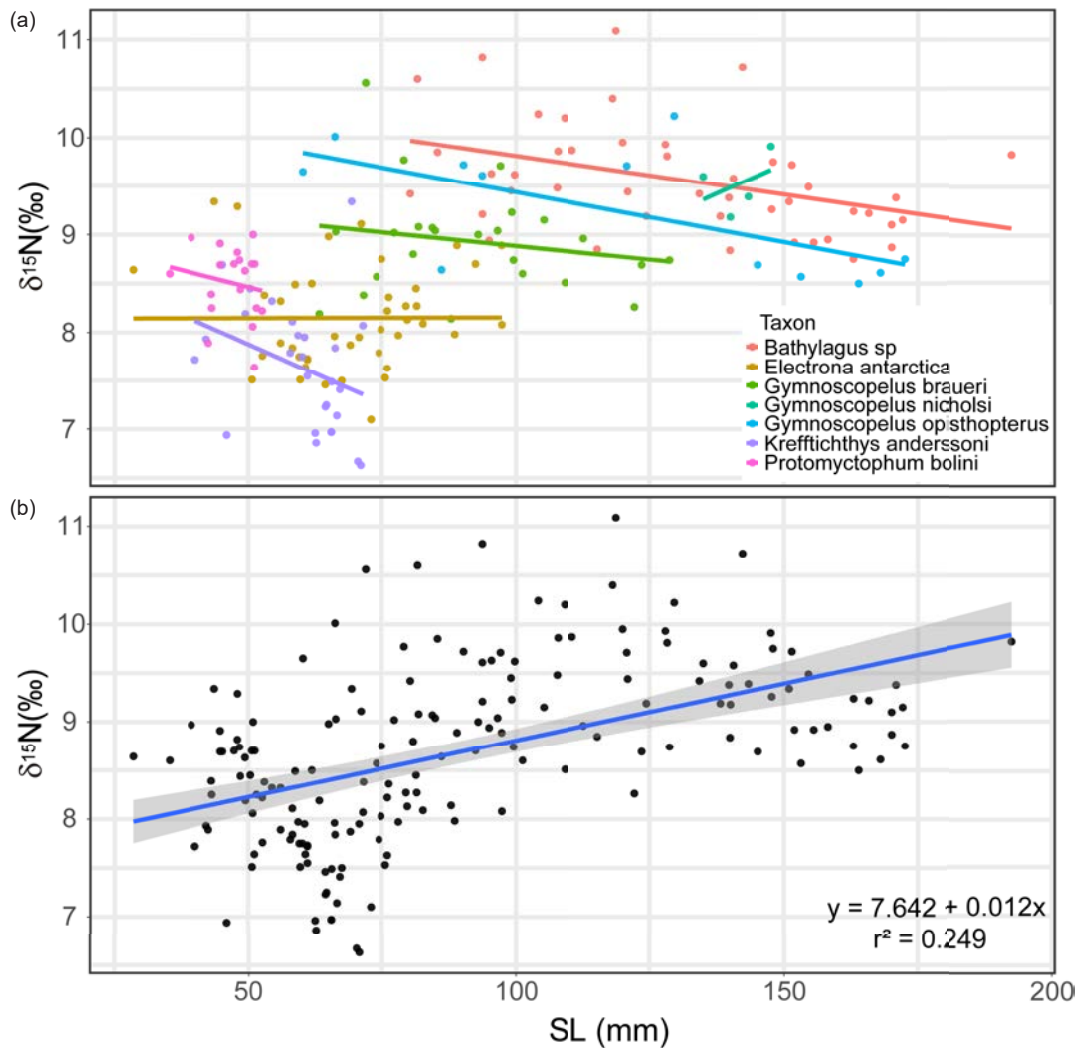 (a)
11
10
9
8
7
δ¹⁵N(‰)
Taxon
Bathylagus sp
Electrona antarctica
Gymnoscopelus braueri
Gymnoscopelus nicholsi
Gymnoscopelus opisthopterus
Krefftichthys anderssoni
Protomyctophum bolini
(b)
11
10
9
8
7
δ¹⁵N(‰)
y = 7.642 + 0.012x
r² = 0.249
50 100 150 200
SL (mm)